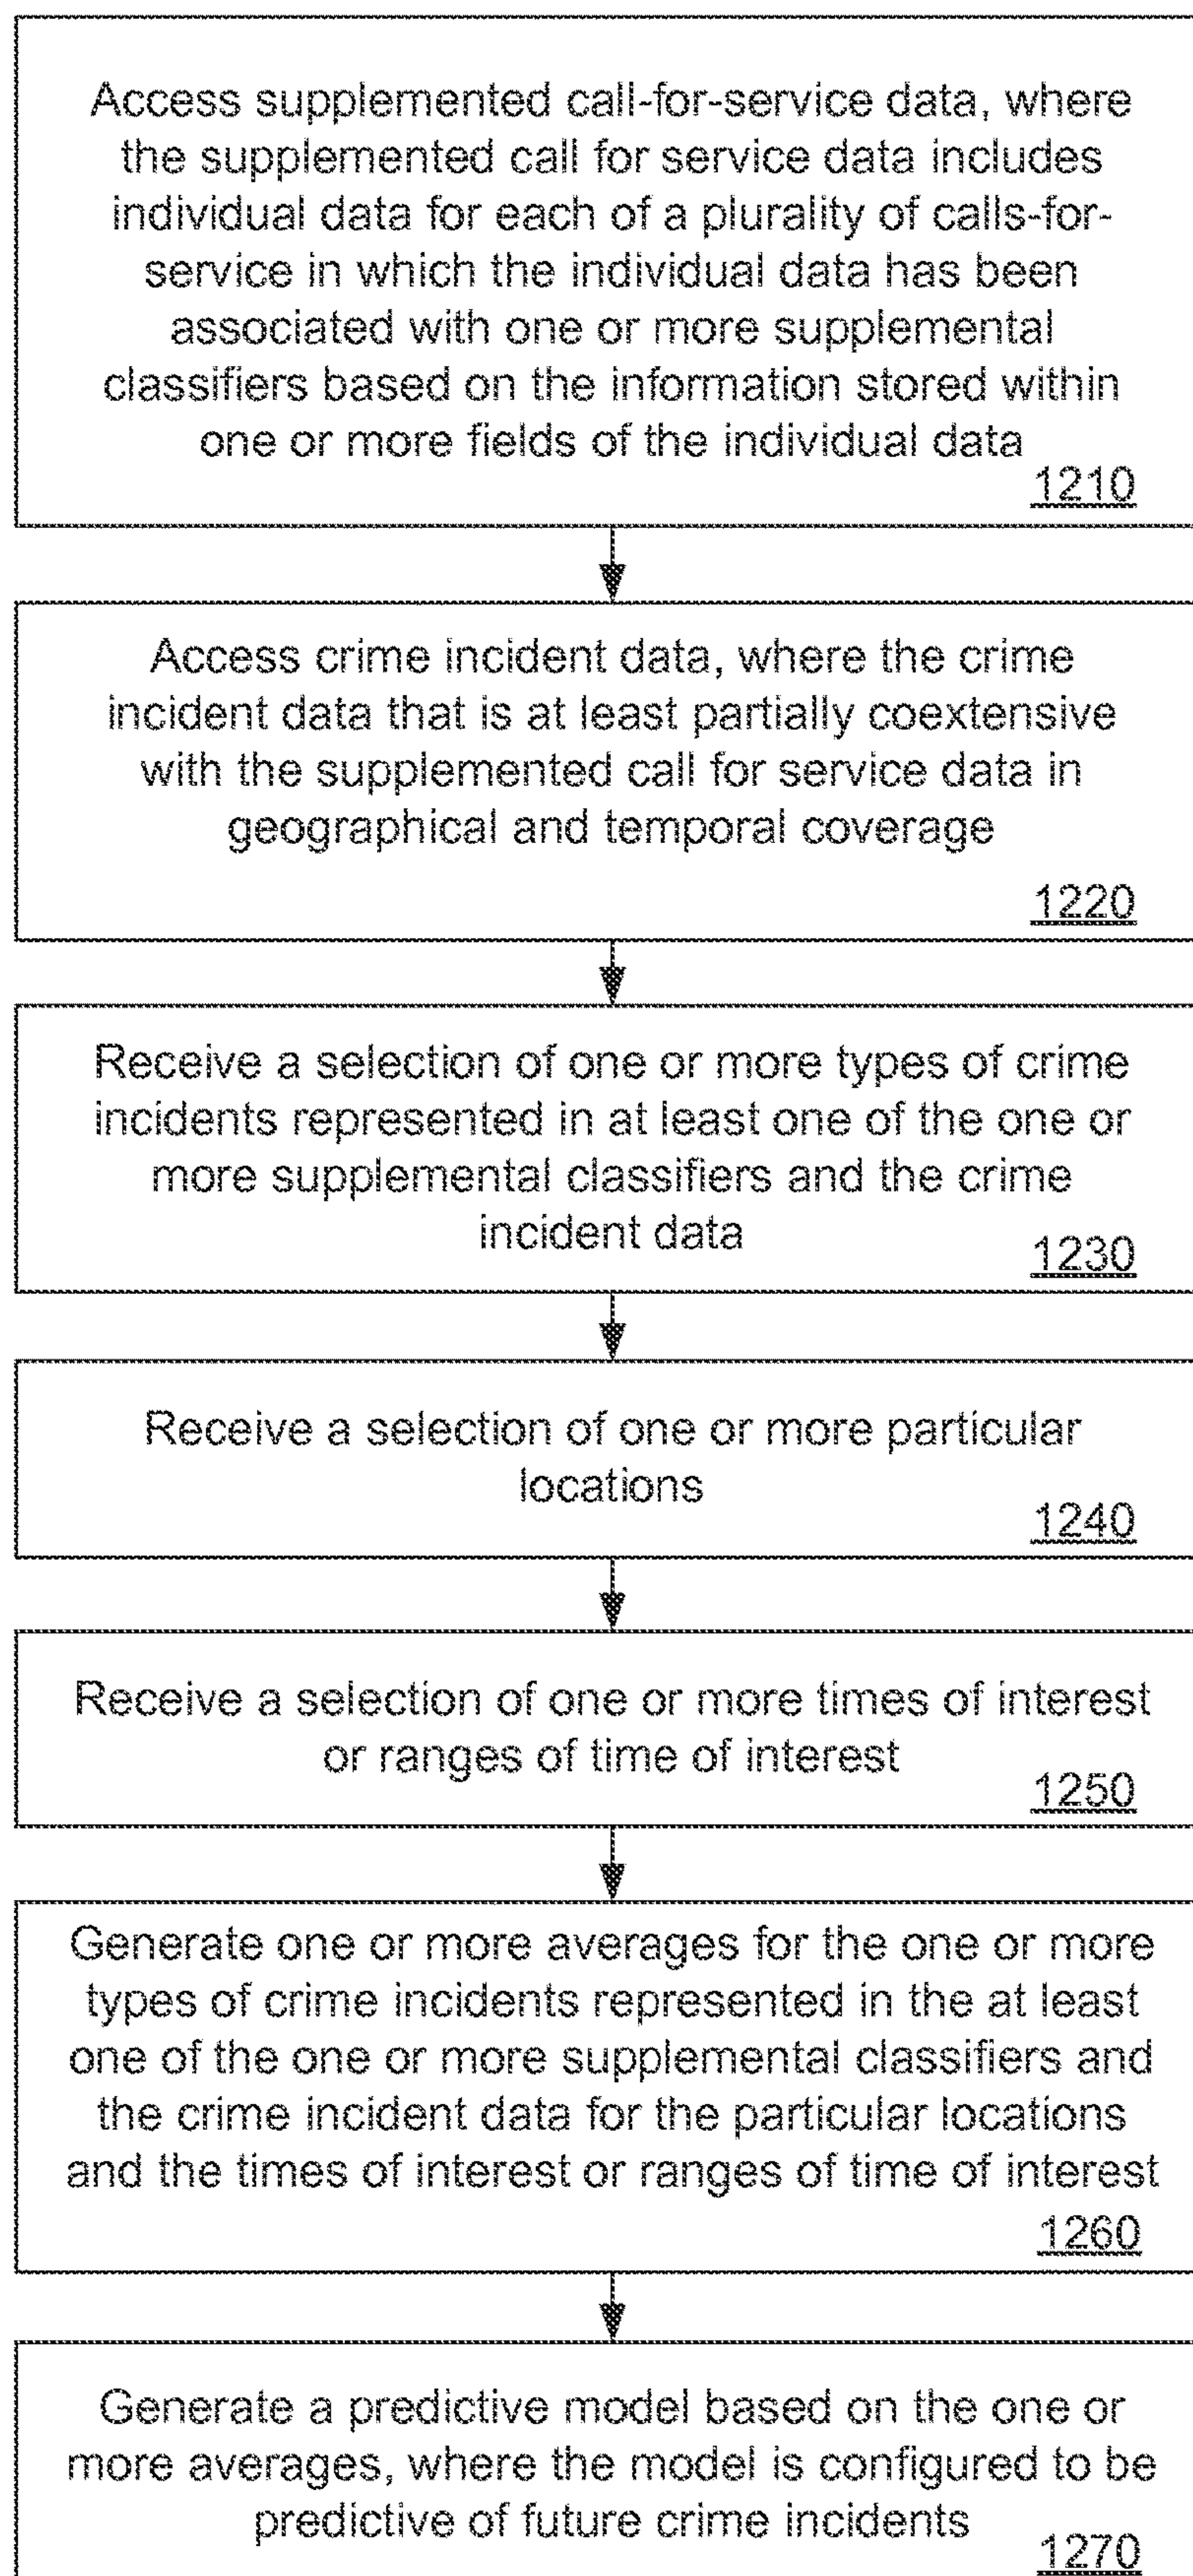 Access supplemented call-for-service data, where
the supplemented call for service data includes
individual data for each of a plurality of calls-for-
service in which the individual data has been
associated with one or more supplemental
classifiers based on the information stored within
one or more fields of the individual data
1210
Access crime incident data, where the crime
incident data that is at least partially coextensive
with the supplemented call for service data in
geographical and temporal coverage
1220
Receive a selection of one or more types of crime
incidents represented in at least one of the one or
more supplemental classifiers and the crime
incident data
1230
Receive a selection of one or more particular
locations
1240
Receive a selection of one or more times of interest
or ranges of time of interest
1250
Generate one or more averages for the one or more
types of crime incidents represented in the at least
one of the one or more supplemental classifiers and
the crime incident data for the particular locations
and the times of interest or ranges of time of interest
1260
Generate a predictive model based on the one or
more averages, where the model is configured to be
predictive of future crime incidents
1270